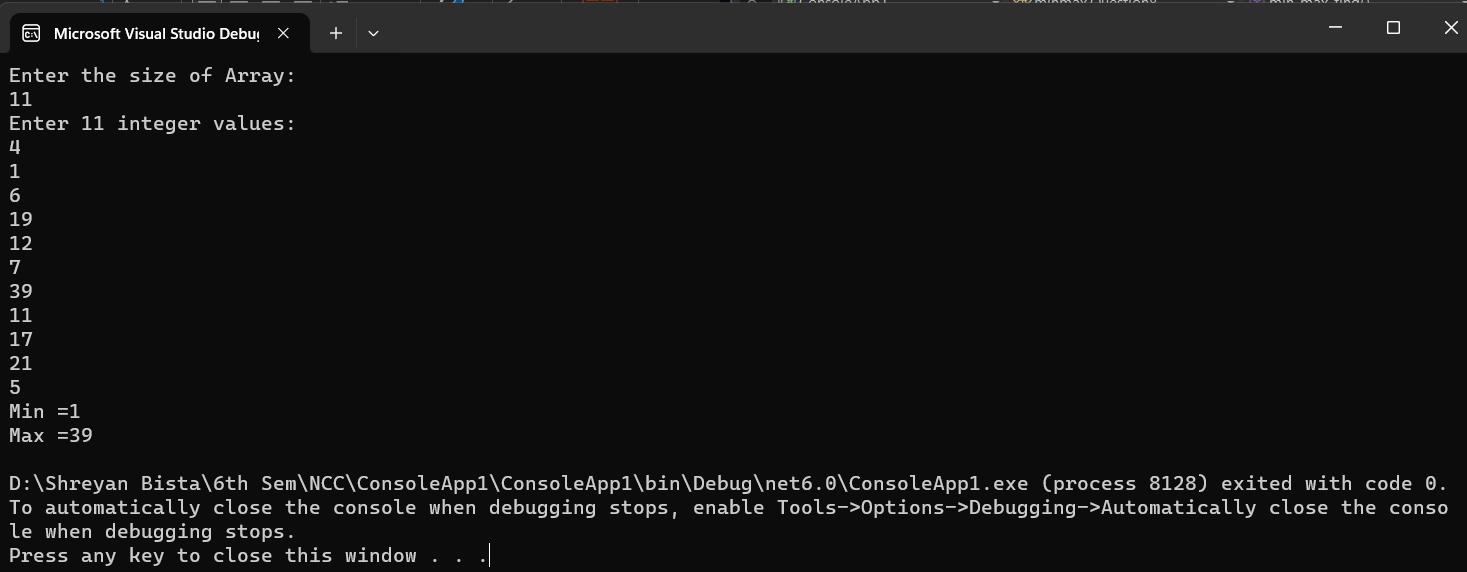 Microsoft Visual Studio Debug
Enter the size of Array:
11
Enter 11 integer values:
4
1
6
19
12
7
39
11
17
21
5
Min =1
Max =39
D:\Shreyan Bista\6th Sem\NCC\ConsoleApp1\ConsoleApp1\bin\Debug\net6.0\ConsoleApp1.exe (process 8128) exited with code 0.
To automatically close the console when debugging stops, enable Tools->Options->Debugging->Automatically close the conso
le when debugging stops.
Press any key to close this window . . .